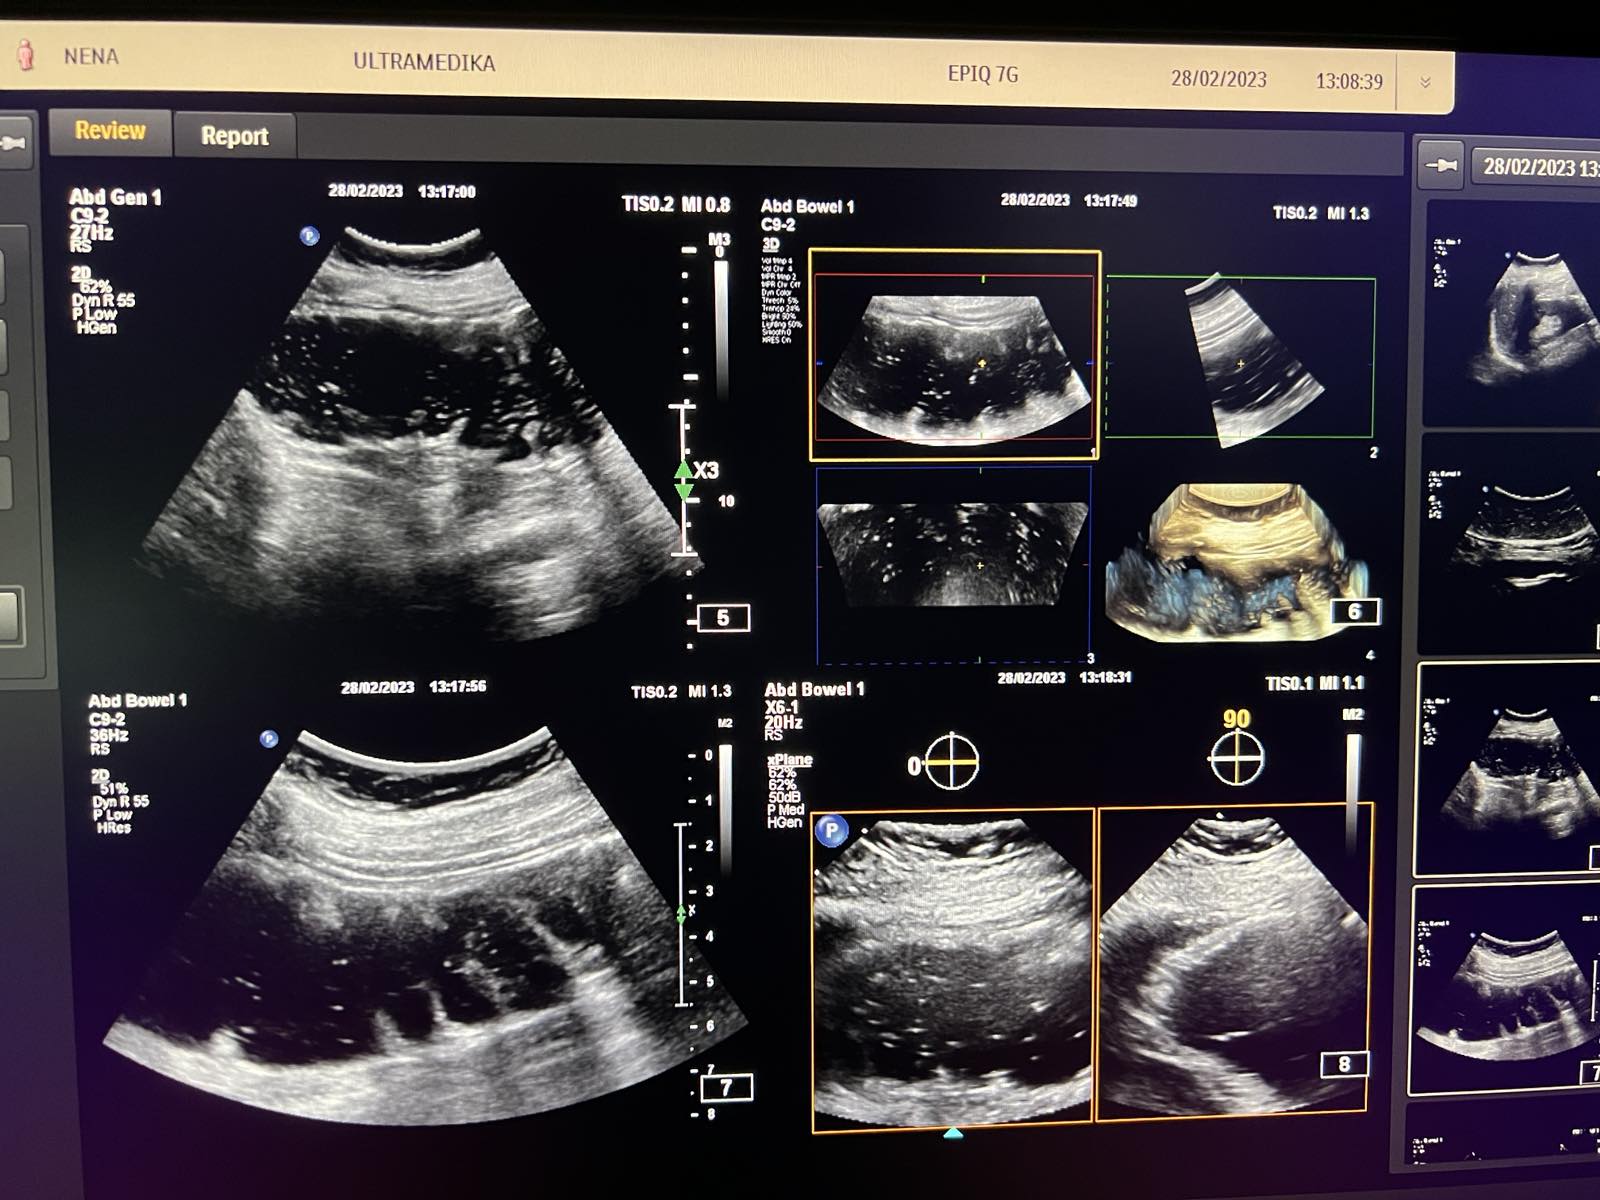 NENA ULTRAMEDIKA EPIQ 7G 28/02/2023 13:08:39
Review Report
28/02/2023 13:
Abd Gen 1 28/02/2023 13:17:00 TIS0.2 MI 0.8
C9-2
27Hz
RS
2D
62%
Dyn R 55
P Low
HGen
P
M3
0
X3
10
5
Abd Bowel 1 28/02/2023 13:17:49 TIS0.2 MI 1.3
C9-2
3D
1
2
3
4
6
Abd Bowel 1 28/02/2023 13:17:56 TIS0.2 MI 1.3
C9-2
36Hz
RS
2D
51%
Dyn R 55
P Low
HRes
P
M2
0
1
2
3
X
4
5
6
7
8
7
Abd Bowel 1 28/02/2023 13:18:31 TIS0.1 MI 1.1
X6-1
20Hz
RS
xPlane
62%
62%
50dB
P Med
HGen
0
90
M2
P
8